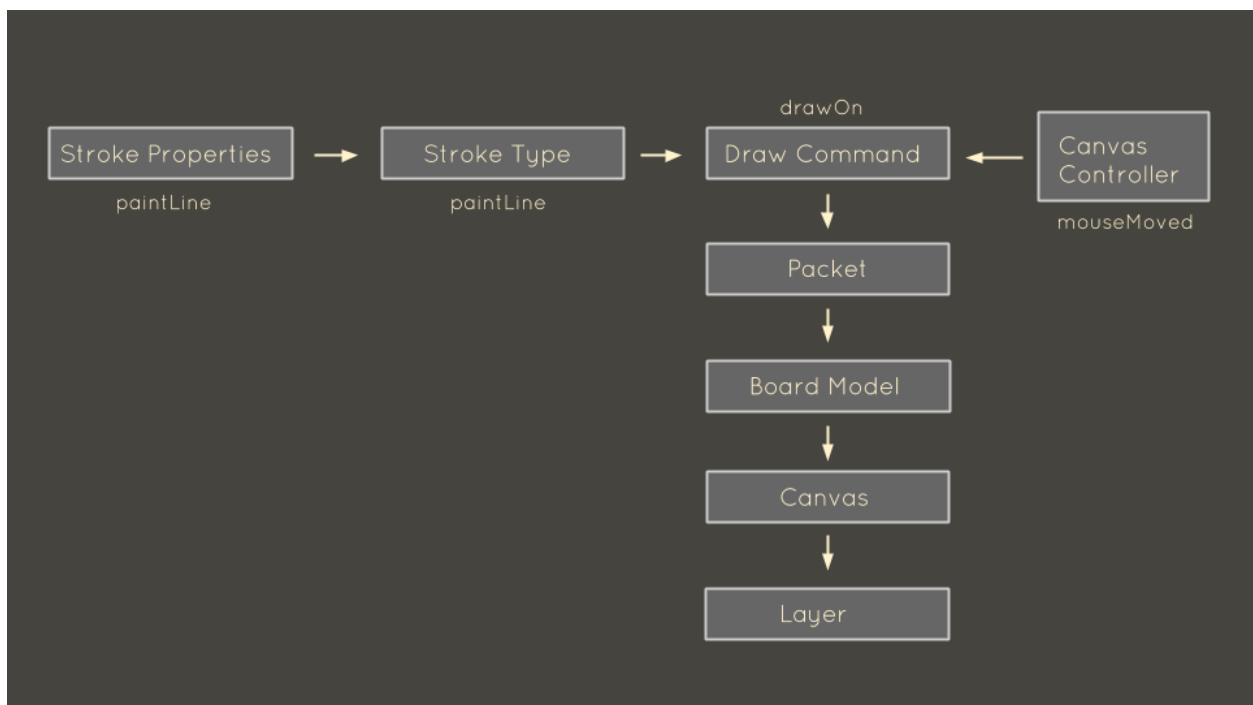 drawOn
Stroke Properties
Stroke Type
Draw Command
Canvas
Controller
paintLine
paintLine
mouseMoved
Packet
Board Model
Canvas
Layer